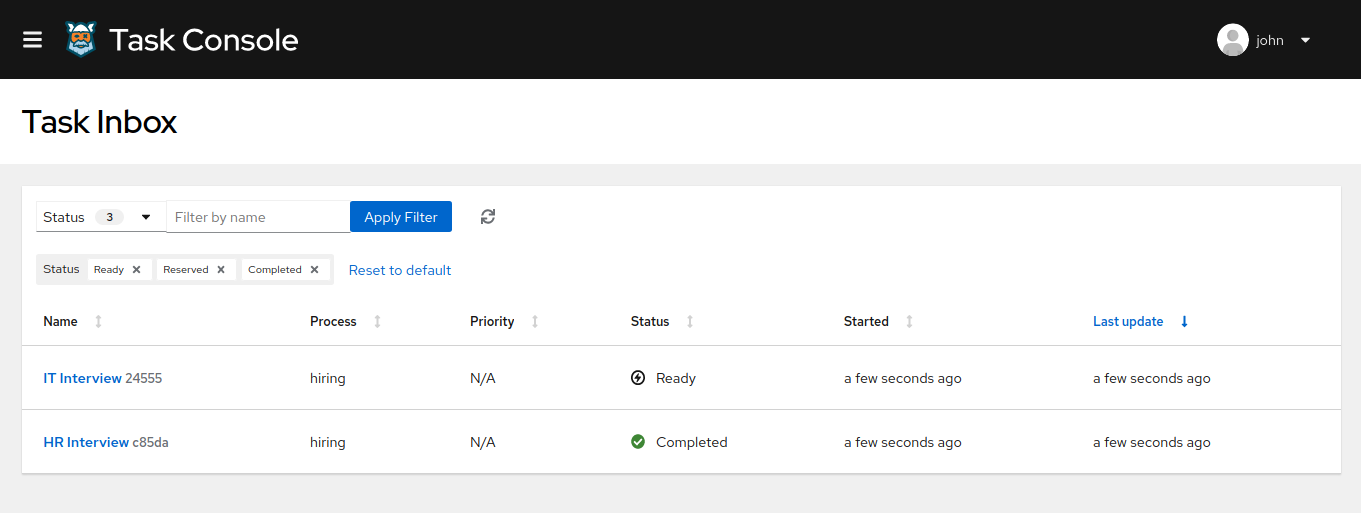 Task Console
john
Task Inbox
Status 3 Filter by name Apply Filter
Status Ready Reserved Completed Reset to default
Name Process Priority Status Started Last update
IT Interview 24555 hiring N/A Ready a few seconds ago a few seconds ago
HR Interview c85da hiring N/A Completed a few seconds ago a few seconds ago